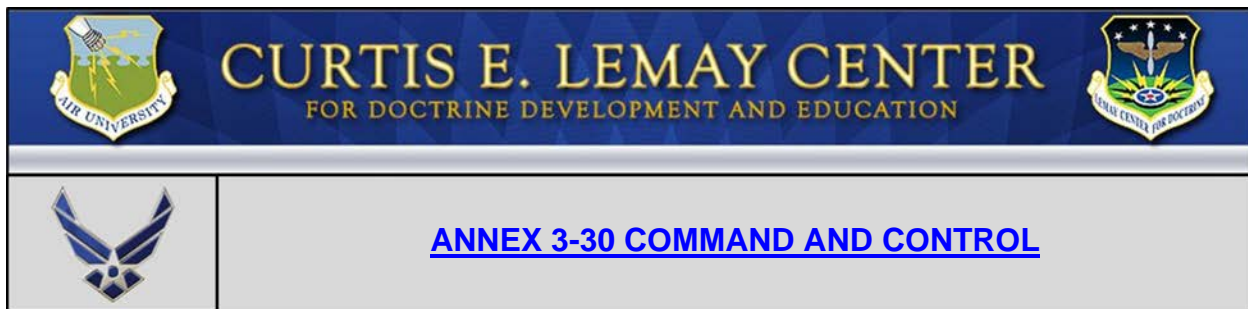 CURTIS E. LEMAY CENTER
FOR DOCTRINE DEVELOPMENT AND EDUCATION
AIR UNIVERSITY
LEMAY CENTER FOR DOCTRINE
ANNEX 3-30 COMMAND AND CONTROL